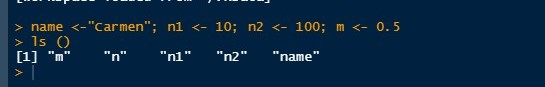 > name <-"Carmen"; n1 <- 10; n2 <- 100; m <- 0.5
> ls ()
[1] "m" "n" "n1" "n2" "name"
>